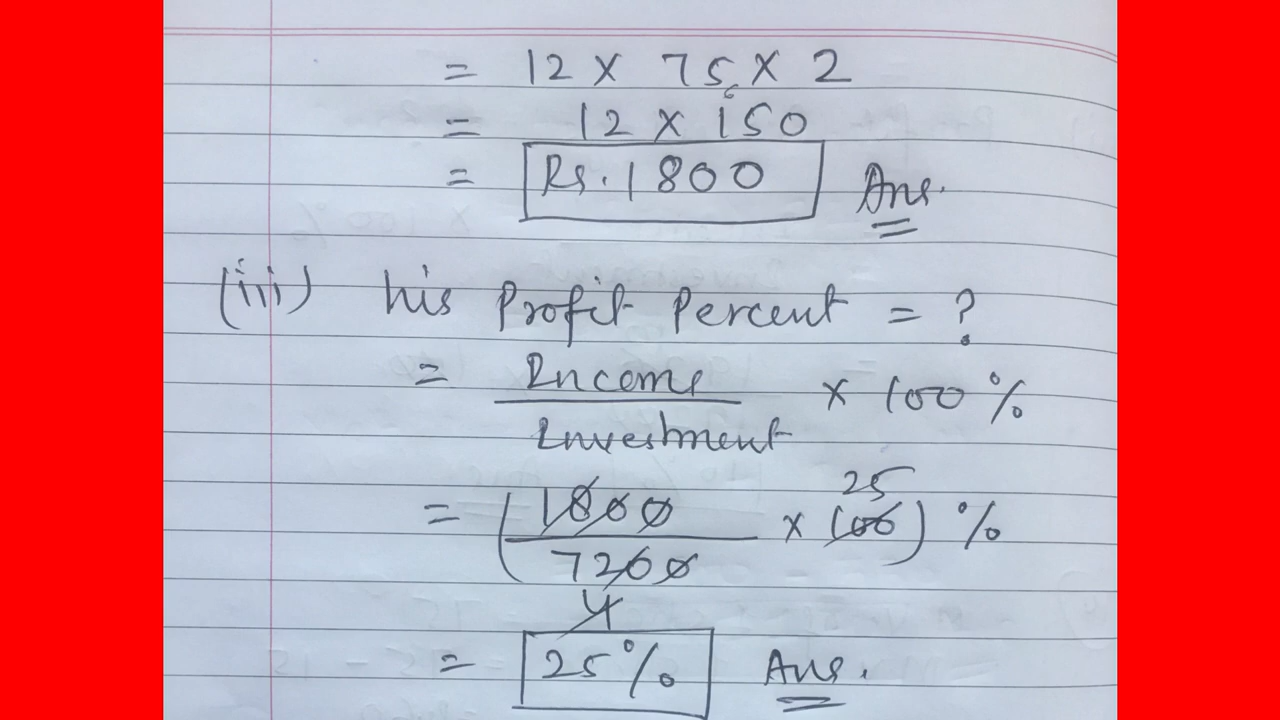 = 12 × 75 × 2
= 12 × 150
= Rs. 1800 Ans.
(iii) his Profit Percent = ?
= Income / Investment × 100 %
= (1800 / 7200 × 100) %
25
4
= 25% Ans.